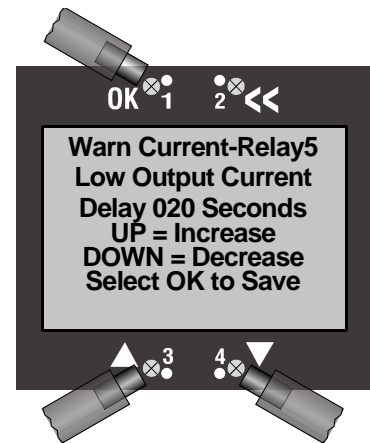 OK 1 2 <<
Warn Current-Relay5
Low Output Current
Delay 020 Seconds
UP = Increase
DOWN = Decrease
Select OK to Save
3 4